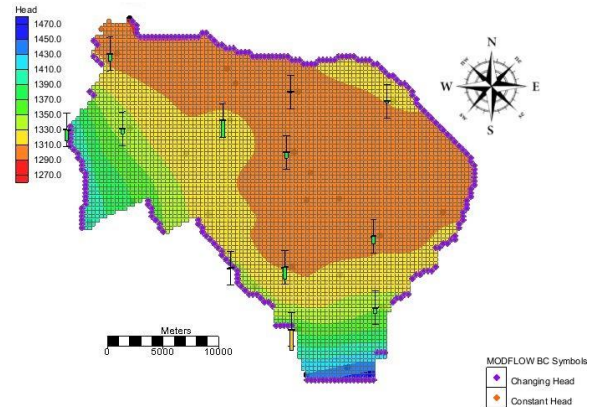 Head
1470.0
1450.0
1430.0
1410.0
1390.0
1370.0
1350.0
1330.0
1310.0
1290.0
1270.0
N
W
E
S
Meters
0 5000 10000
MODFLOW BC Symbols
Changing Head
Constant Head